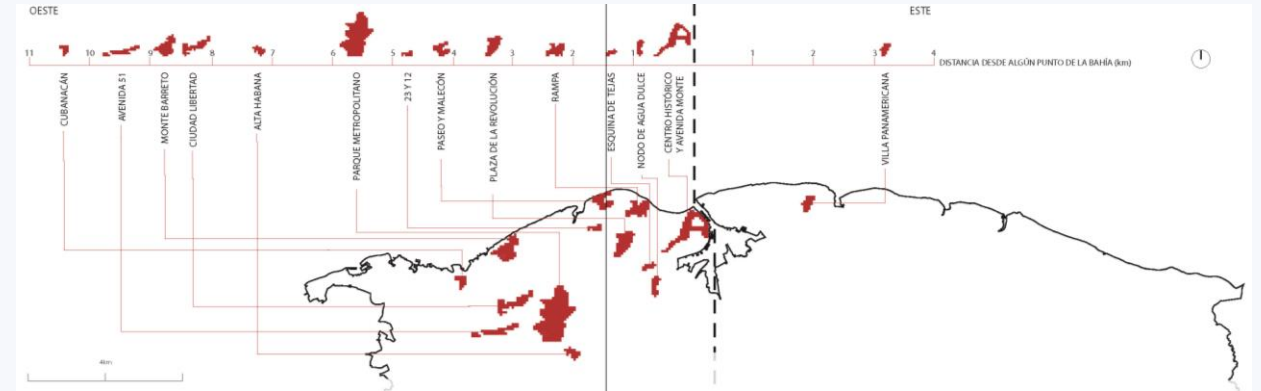 OESTE
ESTE
11 10 9 8 7 6 5 4 3 2 1 1 2 3 4
DISTANCIA DESDE ALGÚN PUNTO DE LA BAHÍA (km)
CUBANACÁN
AVENIDA 51
MONTE BARRETO
CIUDAD LIBERTAD
ALTA HABANA
PARQUE METROPOLITANO
23 Y 12
PASEO Y MALECÓN
PLAZA DE LA REVOLUCIÓN
RAMPA
ESQUINA DE TEJAS
NODO DE AGUA DULCE
CENTRO HISTÓRICO
Y AVENIDA MONTE
VILLA PANAMERICANA
4km